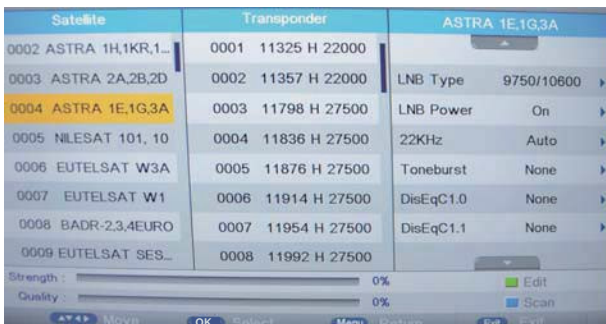 Satellite Transponder ASTRA 1E,1G,3A
0002 ASTRA 1H,1KR,1... 0001 11325 H 22000
0003 ASTRA 2A,2B,2D 0002 11357 H 22000 LNB Type 9750/10600
0004 ASTRA 1E,1G,3A 0003 11798 H 27500 LNB Power On
0005 NILESAT 101, 10 0004 11836 H 27500 22KHz Auto
0006 EUTELSAT W3A 0005 11876 H 27500 Toneburst None
0007 EUTELSAT W1 0006 11914 H 27500 DisEqC1.0 None
0008 BADR-2,3,4EURO 0007 11954 H 27500 DisEqC1.1 None
0009 EUTELSAT SES... 0008 11992 H 27500
Strength : 0% Edit
Quality : 0% Scan
Move OK Select Menu Return Exit Exit